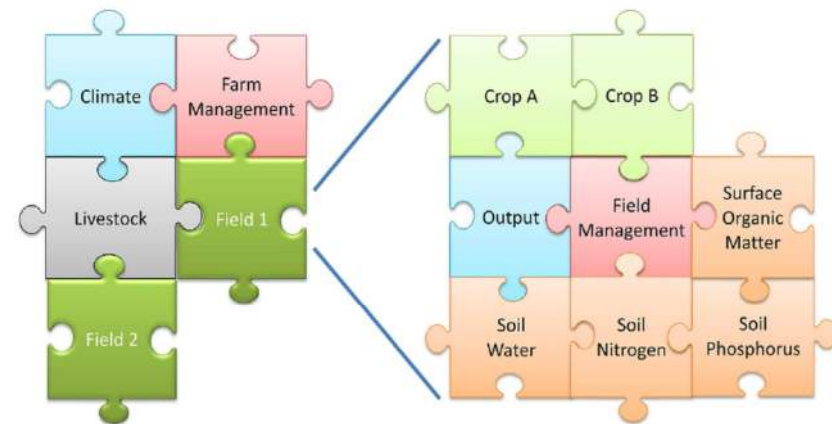 Climate
Farm
Management
Livestock
Field 1
Field 2
Crop A
Crop B
Output
Field
Management
Surface
Organic
Matter
Soil
Water
Soil
Nitrogen
Soil
Phosphorus